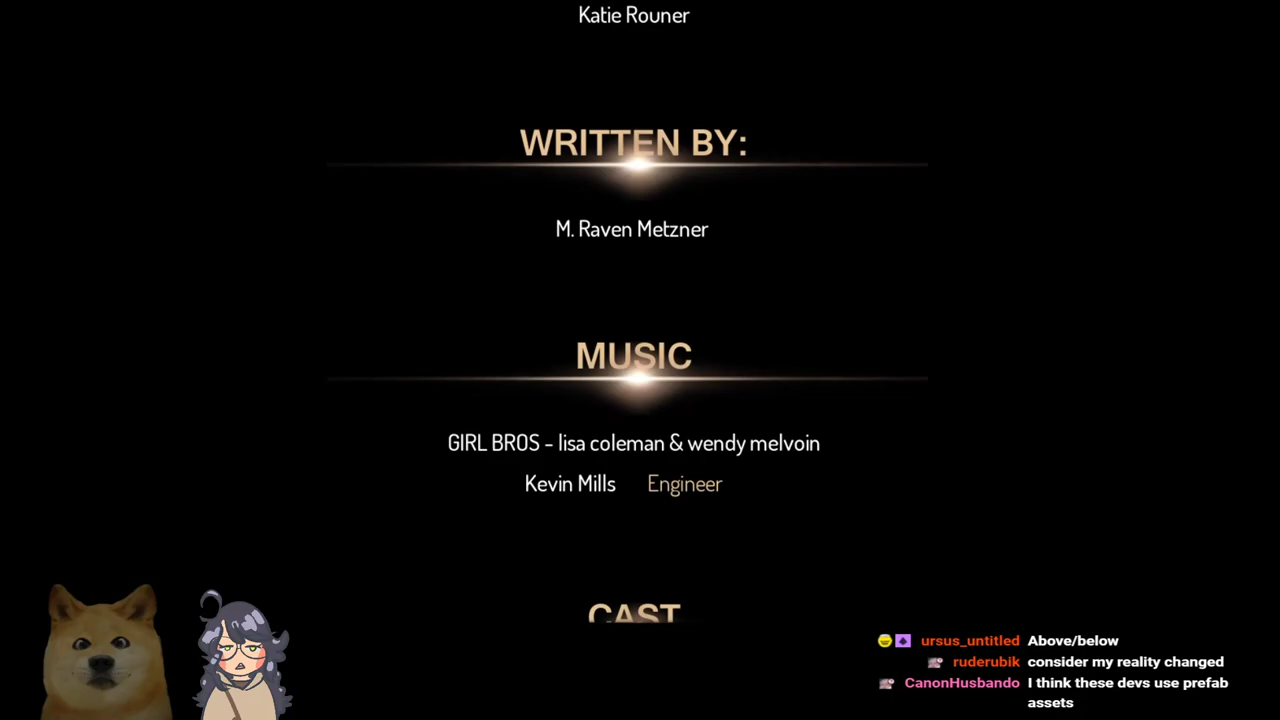 Katie Rouner
WRITTEN BY:
M. Raven Metzner
MUSIC
GIRL BROS - lisa coleman & wendy melvoin
Kevin Mills Engineer
CAST
ursus_untitled Above/below
ruderubik consider my reality changed
CanonHusbando I think these devs use prefab
assets